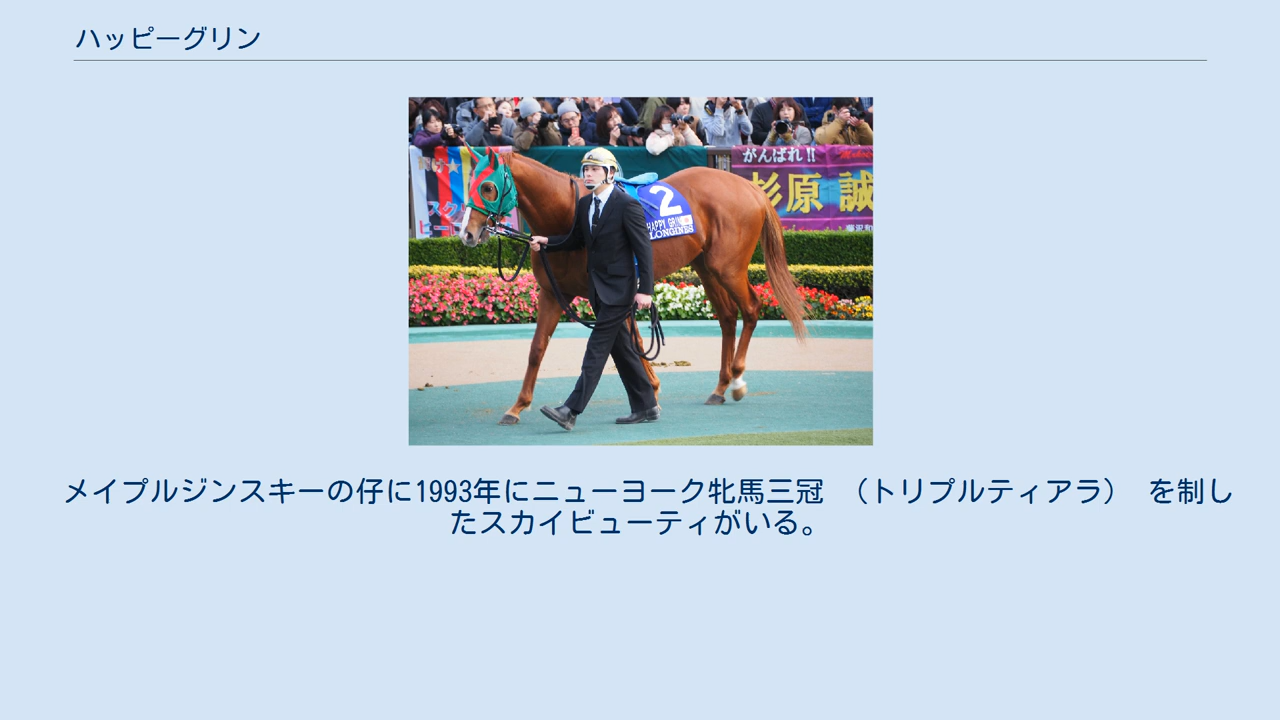 ハッピーグリン
がんばれ!!
杉原 誠
2
HAPPY GRIN
LONGINES
メイプルジンスキーの仔に1993年にニューヨーク牝馬三冠 （トリプルティアラ） を制し
たスカイビューティがいる。